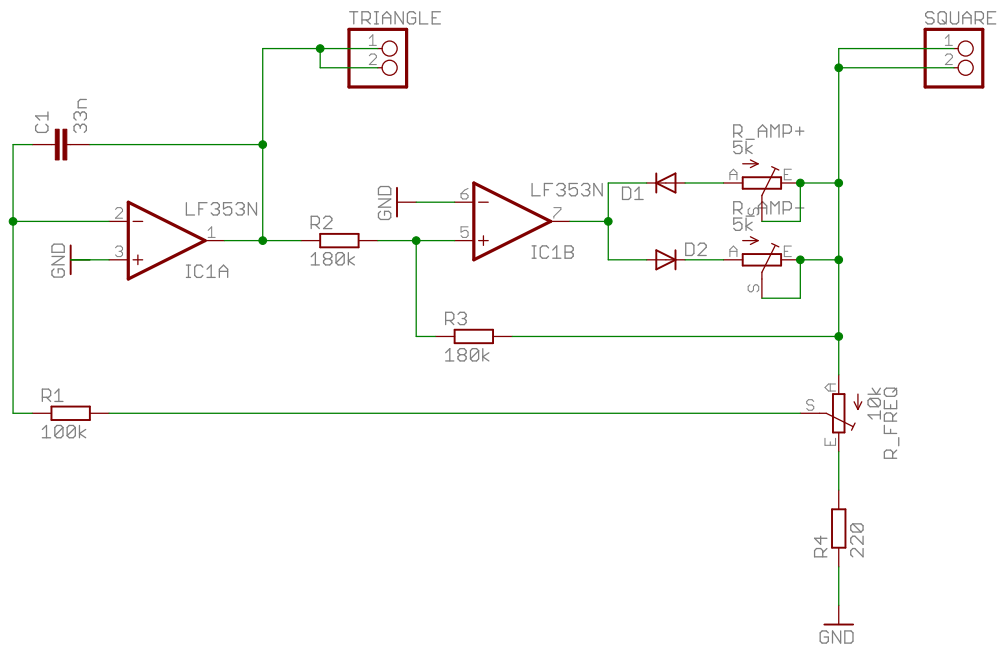 TRIANGLE
1
2
SQUARE
1
2
C1
33n
R_AMP+
5k
A
E
S
D1
R_AMP-
5k
A
E
S
D2
GND
6
5
7
LF353N
IC1B
2
3
1
LF353N
IC1A
GND
R2
180k
R3
180k
R1
100k
A
S
E
10k
R_FREQ
R4
220
GND